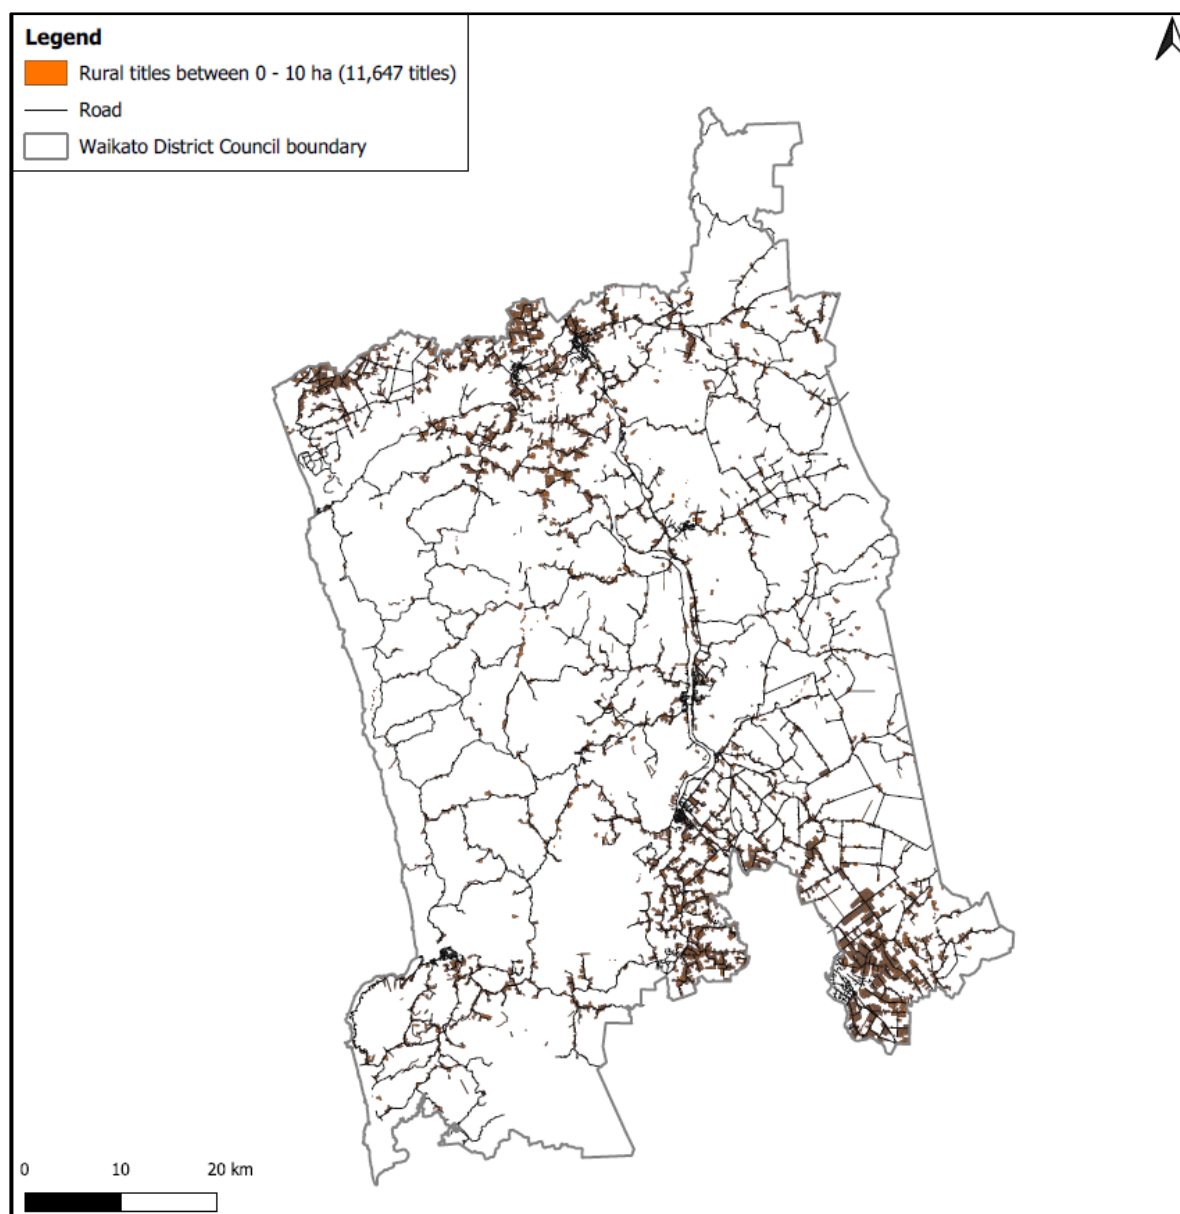 Legend
Rural titles between 0 - 10 ha (11,647 titles)
Road
Waikato District Council boundary
0 10 20 km